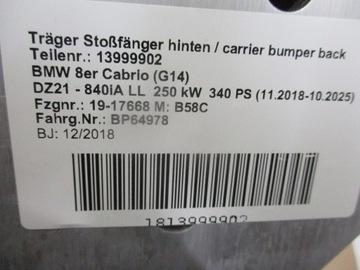 Träger Stoßfänger hinten / carrier bumper back
Teilenr.: 13999902
BMW 8er Cabrio (G14)
DZ21 - 840iA LL  250 kW  340 PS (11.2018-10.2025)
Fzgnr.: 19-17668 M: B58C
Fahrg.Nr.: BP64978
BJ: 12/2018
1813999902